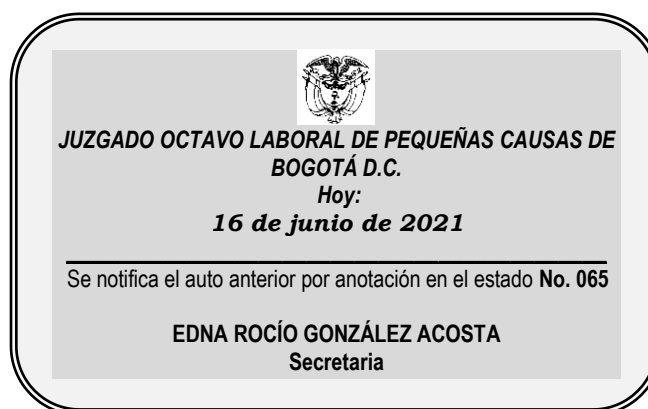 JUZGADO OCTAVO LABORAL DE PEQUEÑAS CAUSAS DE
BOGOTÁ D.C.
Hoy:
16 de junio de 2021
Se notifica el auto anterior por anotación en el estado No. 065
EDNA ROCÍO GONZÁLEZ ACOSTA
Secretaria